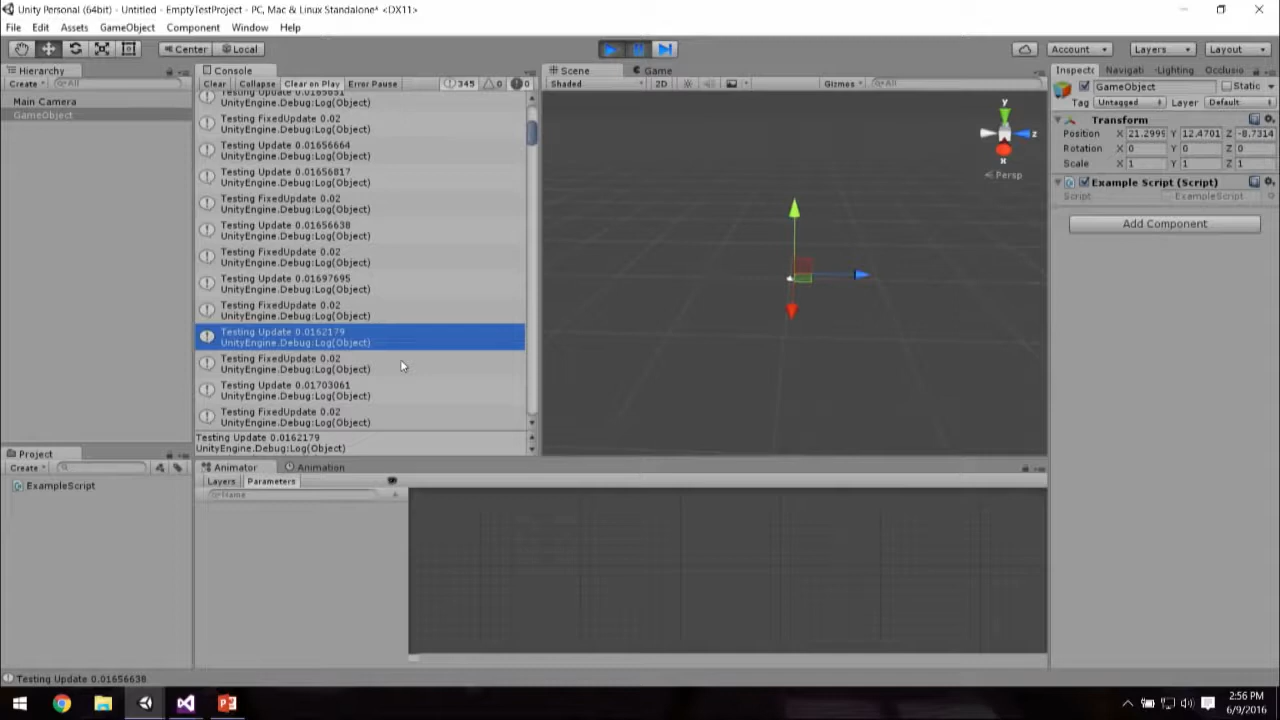 Unity Personal (64bit) - Untitled - EmptyTestProject - PC, Mac & Linux Standalone* <DX11>
File Edit Assets GameObject Component Window Help
Center Local
Account Layers Layout
Hierarchy
Create All
Main Camera
GameObject
Console
Clear Collapse Clear on Play Error Pause 345 0 0
UnityEngine.Debug:Log(Object)
Testing FixedUpdate 0.02
UnityEngine.Debug:Log(Object)
Testing Update 0.01656664
UnityEngine.Debug:Log(Object)
Testing Update 0.01656817
UnityEngine.Debug:Log(Object)
Testing FixedUpdate 0.02
UnityEngine.Debug:Log(Object)
Testing Update 0.01656638
UnityEngine.Debug:Log(Object)
Testing FixedUpdate 0.02
UnityEngine.Debug:Log(Object)
Testing Update 0.01697695
UnityEngine.Debug:Log(Object)
Testing FixedUpdate 0.02
UnityEngine.Debug:Log(Object)
Testing Update 0.0162179
UnityEngine.Debug:Log(Object)
Testing FixedUpdate 0.02
UnityEngine.Debug:Log(Object)
Testing Update 0.01703061
UnityEngine.Debug:Log(Object)
Testing FixedUpdate 0.02
UnityEngine.Debug:Log(Object)
Testing Update 0.0162179
UnityEngine.Debug:Log(Object)
Scene Game
Shaded 2D Gizmos All
y
z
x
Persp
Inspecto Navigati Lighting Occlusio
GameObject Static
Tag Untagged Layer Default
Transform
Position X 21.2999 Y 12.4701 Z -8.7314
Rotation X 0 Y 0 Z 0
Scale X 1 Y 1 Z 1
Example Script (Script)
Script ExampleScript
Add Component
Project
Create
ExampleScript
Animator Animation
Layers Parameters
Name
Testing Update 0.01656638
2:56 PM
6/9/2016